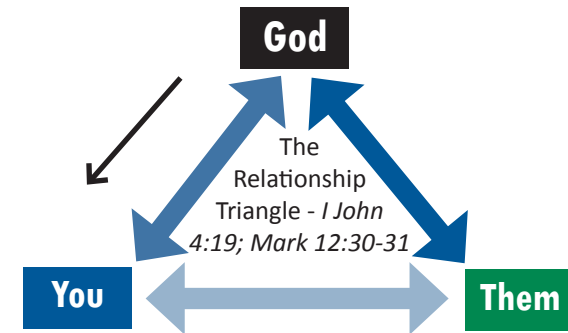 God
The
Relationship
Triangle - I John
4:19; Mark 12:30-31
You
Them